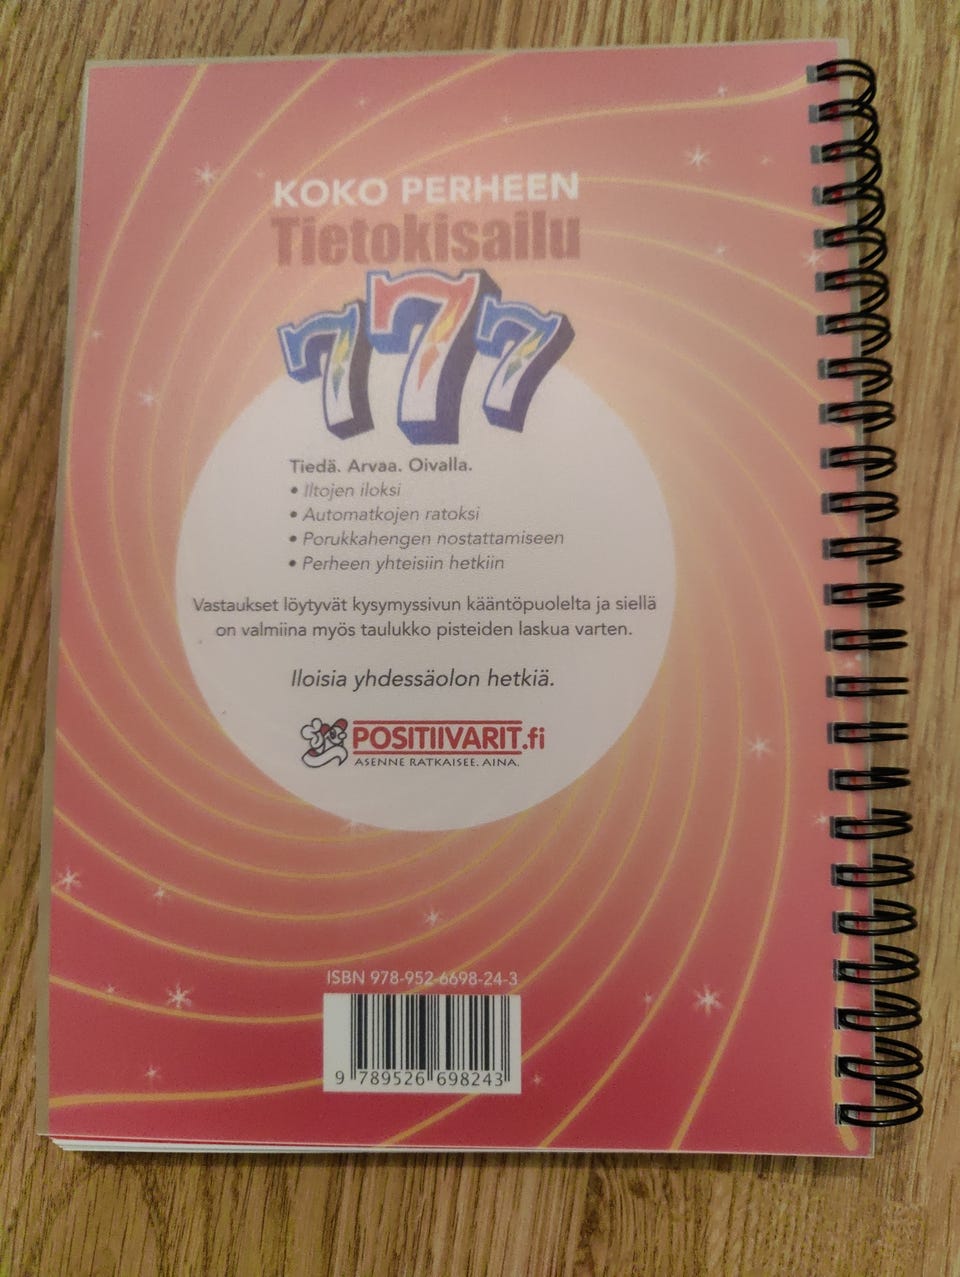 KOKO PERHEEN
Tietokisailu
777
Tiedä. Arvaa. Oivalla.
• Iltojen iloksi
• Automatkojen ratoksi
• Porukkahengen nostattamiseen
• Perheen yhteisiin hetkiin
Vastaukset löytyvät kysymyssivun kääntöpuolelta ja siellä
on valmiina myös taulukko pisteiden laskua varten.
Iloisia yhdessäolon hetkiä.
POSITIIVARIT.fi
ASENNE RATKAISEE. AINA.
ISBN 978-952-6698-24-3
9 789526 698243